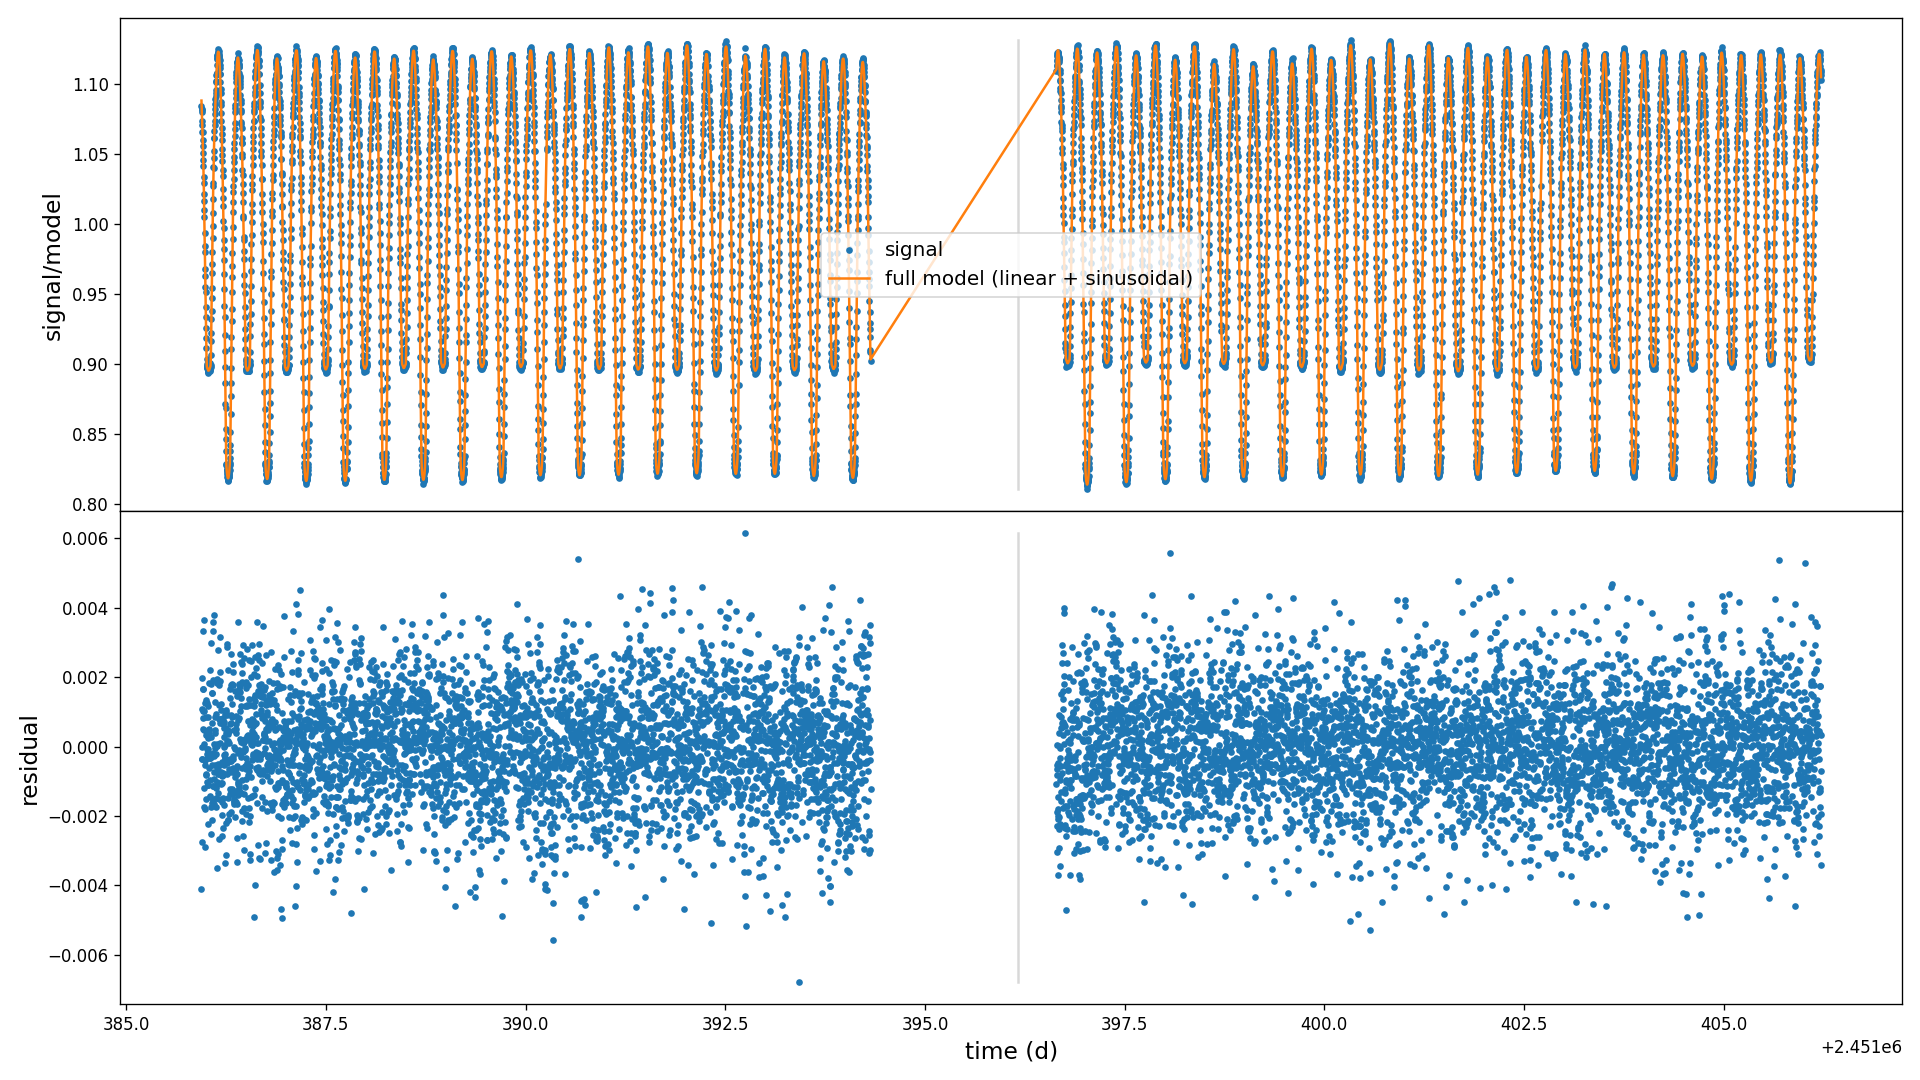 1.10
1.05
1.00
0.95
0.90
0.85
0.80
signal/model
signal
full model (linear + sinusoidal)
0.006
0.004
0.002
0.000
−0.002
−0.004
−0.006
residual
385.0 387.5 390.0 392.5 395.0 397.5 400.0 402.5 405.0
time (d)
+2.451e6